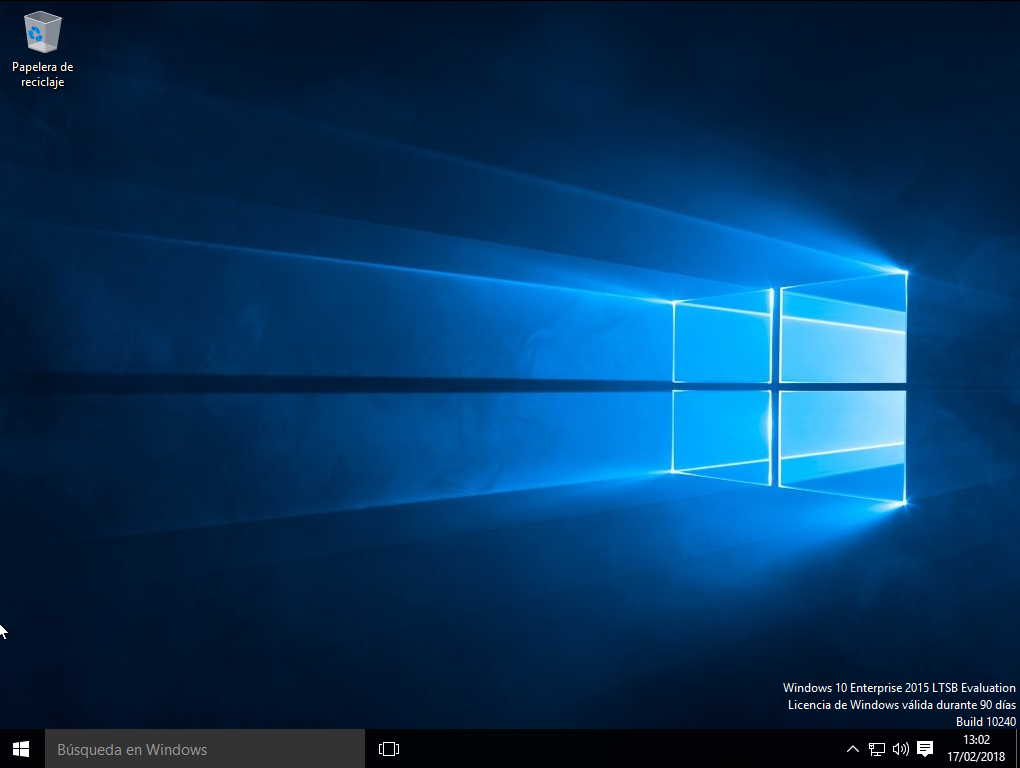 Papelera de
reciclaje
Windows 10 Enterprise 2015 LTSB Evaluation
Licencia de Windows válida durante 90 días
Build 10240
Búsqueda en Windows
13:02
17/02/2018